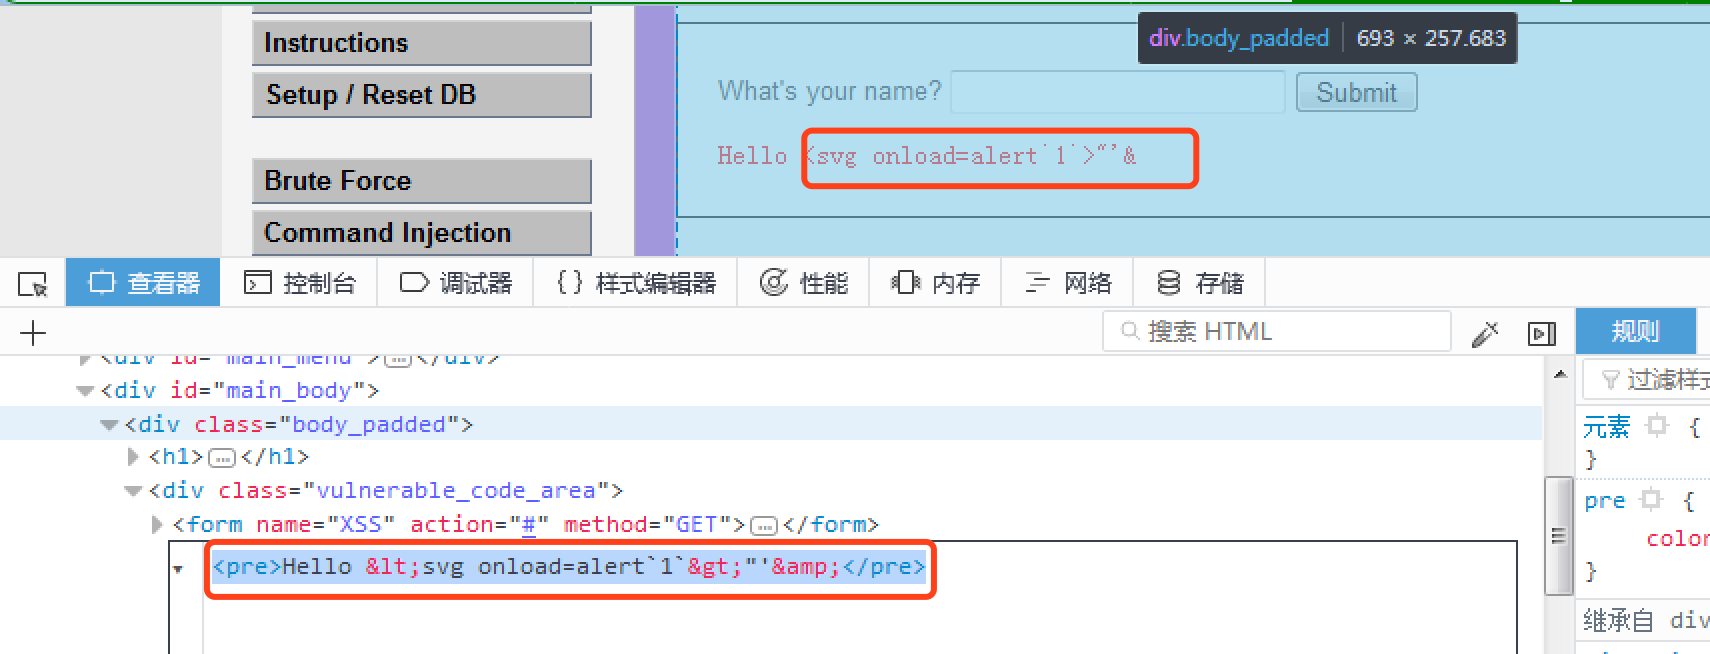 Instructions
Setup / Reset DB
Brute Force
Command Injection
div.body_padded | 693 × 257.683
What's your name? Submit
Hello <svg onload=alert`1`>"'&
查看器 控制台 调试器 {} 样式编辑器 性能 内存 网络 存储
+ 搜索 HTML 规则
<div id="main_menu">…</div>
过滤样式
<div id="main_body">
<div class="body_padded">
元素 {
<h1>…</h1>
}
<div class="vulnerable_code_area">
pre {
<form name="XSS" action="#" method="GET">…</form>
color
<pre>Hello &lt;svg onload=alert`1`&gt;"'&amp;</pre>
}
继承自 div